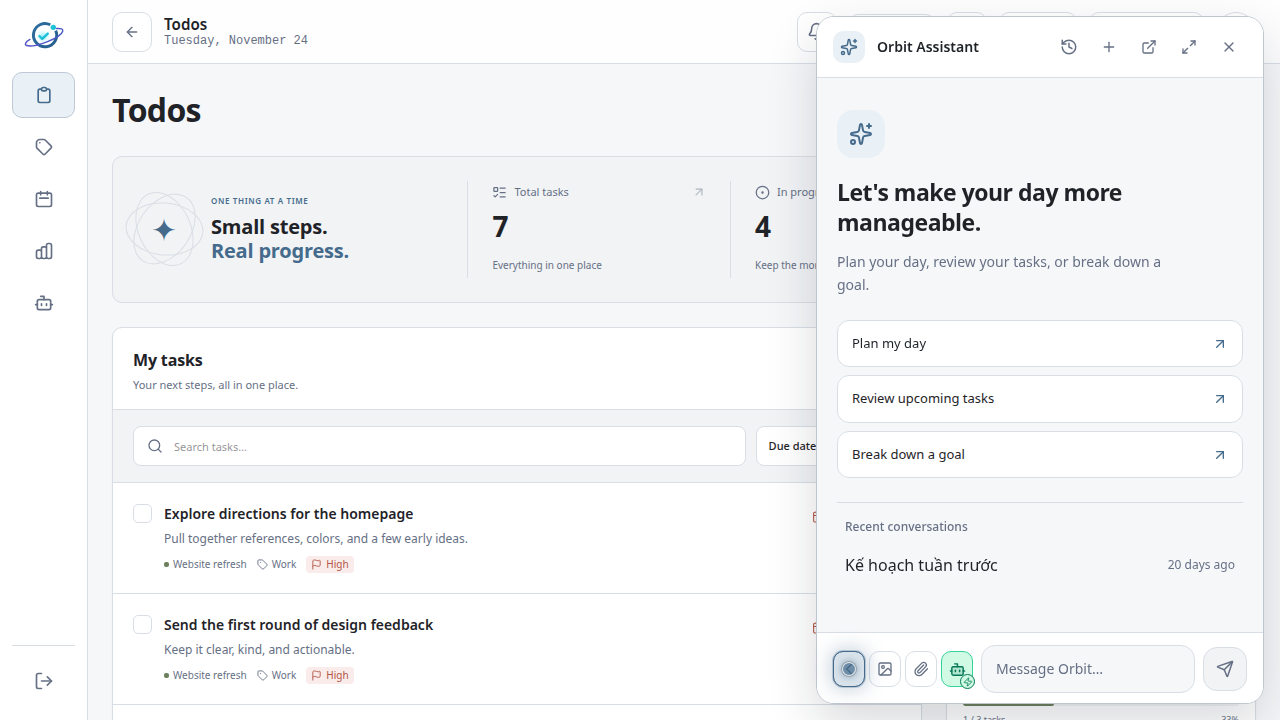 Todos
Tuesday, November 24
Todos
ONE THING AT A TIME
Small steps.
Real progress.
Total tasks
7
Everything in one place
4
Keep the
My tasks
Your next steps, all in one place.
Search tasks...
Due date
Explore directions for the homepage
Pull together references, colors, and a few early ideas.
Website refresh
Work
High
Send the first round of design feedback
Keep it clear, kind, and actionable.
Website refresh
Work
High
Orbit Assistant
Let's make your day more
manageable.
Plan your day, review your tasks, or break down a
goal.
Plan my day
Review upcoming tasks
Break down a goal
Recent conversations
Kế hoạch tuần trước
20 days ago
Message Orbit...